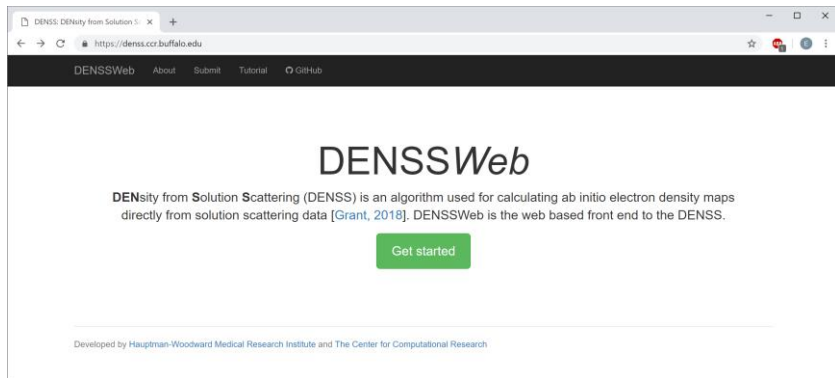 DENSS: DENsity from Solution S
https://denss.ccr.buffalo.edu
DENSSWeb About Submit Tutorial GitHub
DENSSWeb
DENsity from Solution Scattering (DENSS) is an algorithm used for calculating ab initio electron density maps
directly from solution scattering data [Grant, 2018]. DENSSWeb is the web based front end to the DENSS.
Get started
Developed by Hauptman-Woodward Medical Research Institute and The Center for Computational Research